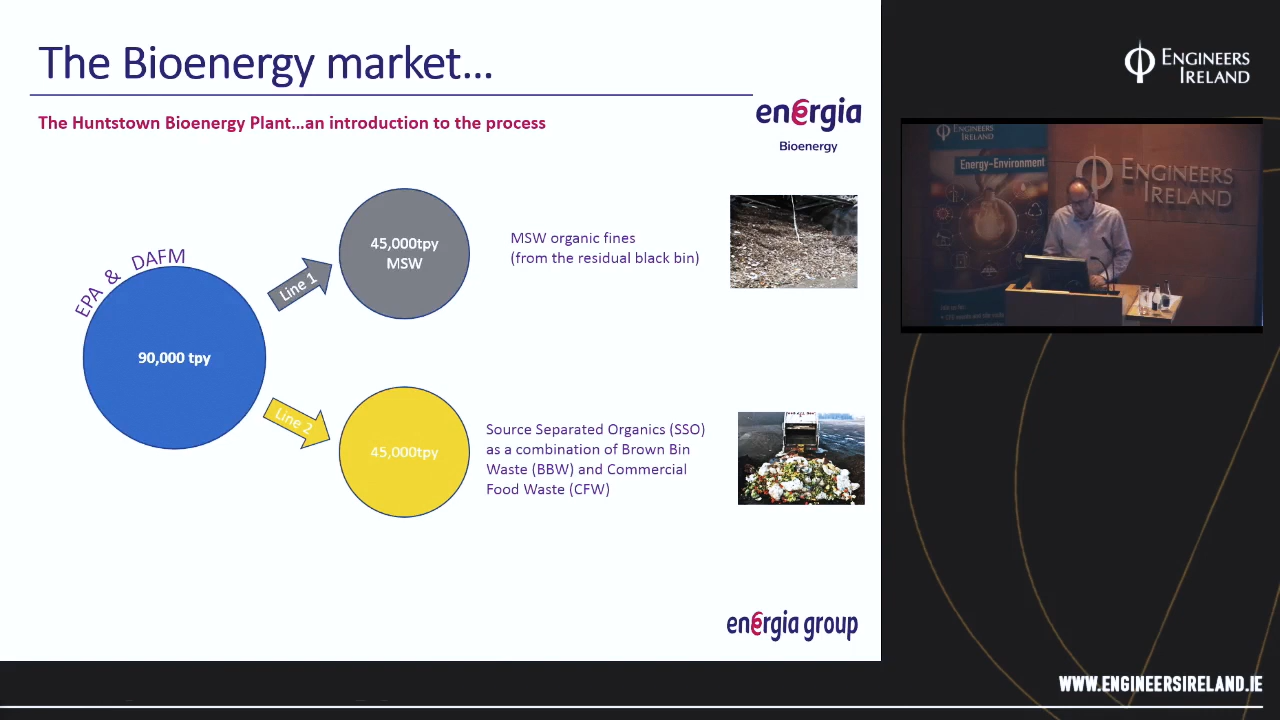 The Bioenergy market...
The Huntstown Bioenergy Plant...an introduction to the process
energia
Bioenergy
EPA & DAFM
90,000 tpy
Line 1
45,000tpy
MSW
MSW organic fines
(from the residual black bin)
Line 2
45,000tpy
Source Separated Organics (SSO)
as a combination of Brown Bin
Waste (BBW) and Commercial
Food Waste (CFW)
energia group
ENGINEERS
IRELAND
ENGINEERS
IRELAND
Energy-Environment
ENGINEERS
IRELAND
WWW.ENGINEERSIRELAND.IE